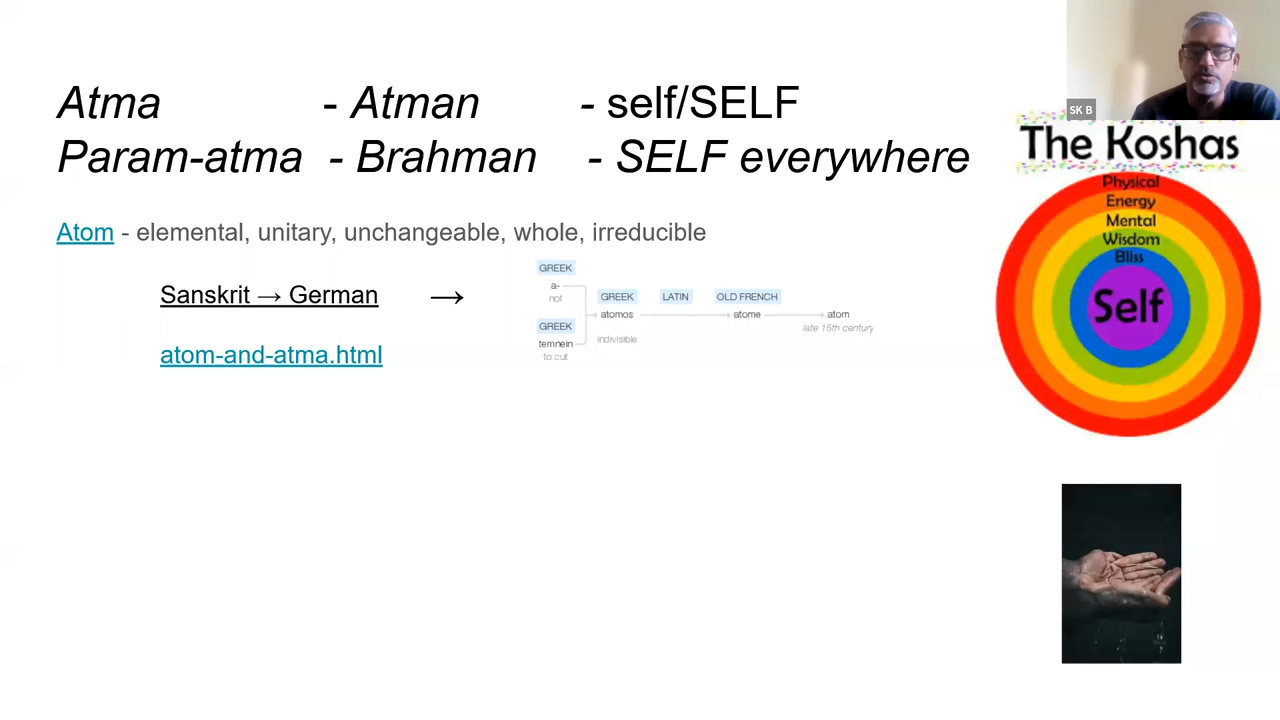 Atma - Atman - self/SELF
Param-atma - Brahman - SELF everywhere
Atom - elemental, unitary, unchangeable, whole, irreducible
Sanskrit → German →
atom-and-atma.html
GREEK
a-
not
GREEK
temnein
to cut
GREEK
atomos
indivisible
LATIN
OLD FRENCH
atome
atom
late 15th century
SK B
The Koshas
Physical
Energy
Mental
Wisdom
Bliss
Self